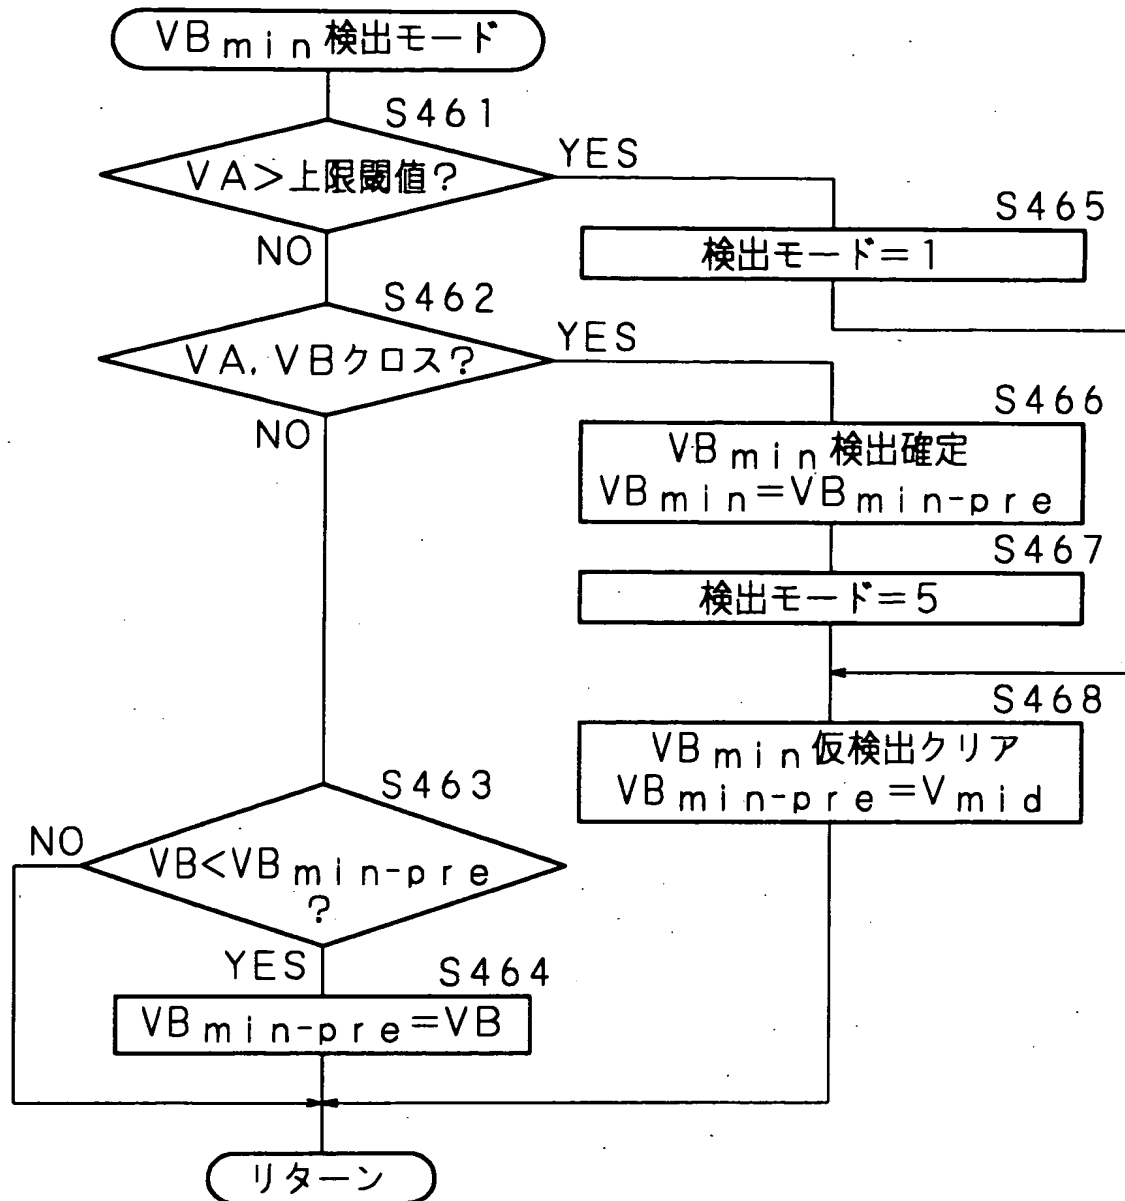 VBmin検出モード
S461
VA>上限閾値?
YES
NO
S465
検出モード=1
S462
VA,VBクロス?
YES
NO
S466
VBmin検出確定
VBmin=VBmin-pre
S467
検出モード=5
S468
VBmin仮検出クリア
VBmin-pre=Vmid
S463
NO
VB<VBmin-pre
?
YES
S464
VBmin-pre=VB
リターン